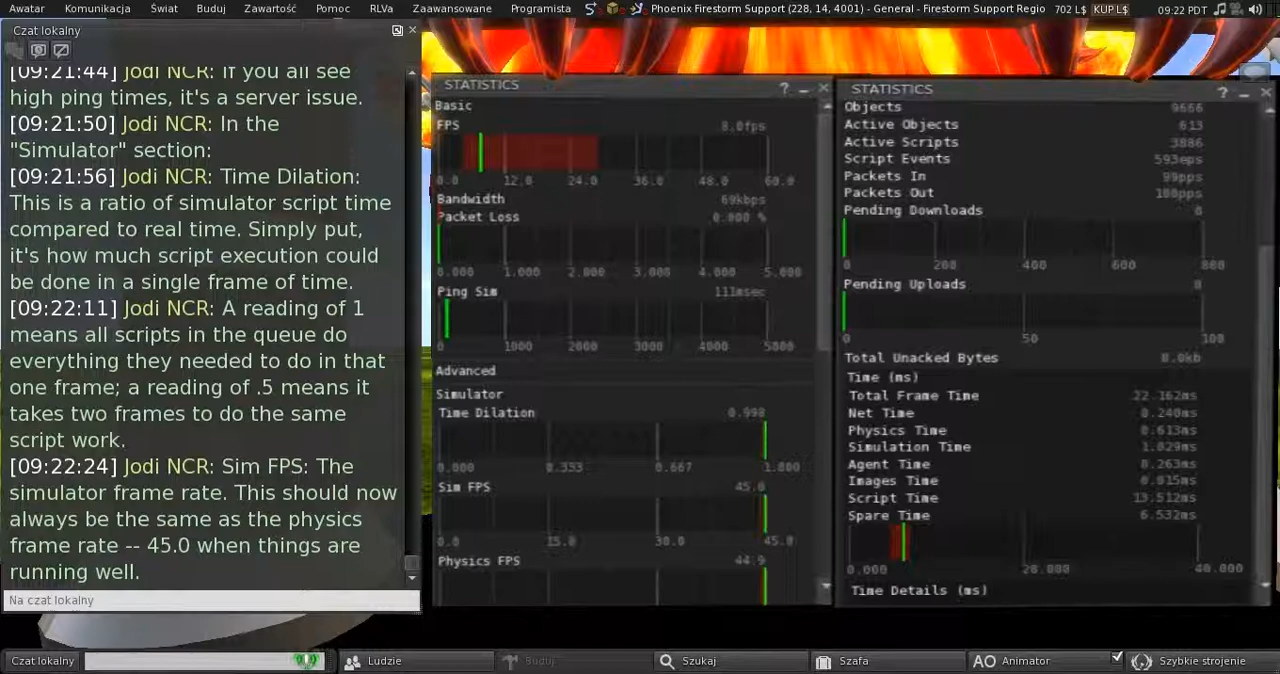 Awatar Komunikacja Świat Buduj Zawartość Pomoc RLVa Zaawansowane Programista Phoenix Firestorm Support (228, 14, 4001) - General - Firestorm Support Regio 702 L$ KUP L$ 09:22 PDT
Czat lokalny
[09:21:44] Jodi NCR: If you all see
high ping times, it's a server issue.
[09:21:50] Jodi NCR: In the
"Simulator" section:
[09:21:56] Jodi NCR: Time Dilation:
This is a ratio of simulator script time
compared to real time. Simply put,
it's how much script execution could
be done in a single frame of time.
[09:22:11] Jodi NCR: A reading of 1
means all scripts in the queue do
everything they needed to do in that
one frame; a reading of .5 means it
takes two frames to do the same
script work.
[09:22:24] Jodi NCR: Sim FPS: The
simulator frame rate. This should now
always be the same as the physics
frame rate -- 45.0 when things are
running well.
Na czat lokalny
STATISTICS ?
Basic
FPS 8.0fps
0.0 12.0 24.0 36.0 48.0 60.0
Bandwidth 69kbps
Packet Loss 0.000 %
0.000 1.000 2.000 3.000 4.000 5.000
Ping Sim 111msec
0 1000 2000 3000 4000 5000
Advanced
Simulator
Time Dilation 0.998
0.000 0.333 0.667 1.000
Sim FPS 45.0
0.0 15.0 30.0 45.0
Physics FPS 44.9
STATISTICS ?
Objects 9666
Active Objects 613
Active Scripts 3886
Script Events 593eps
Packets In 99pps
Packets Out 100pps
Pending Downloads 0
0 200 400 600 800
Pending Uploads 0
0 50 100
Total Unacked Bytes 0.0kb
Time (ms)
Total Frame Time 22.162ms
Net Time 0.240ms
Physics Time 0.613ms
Simulation Time 1.029ms
Agent Time 0.263ms
Images Time 0.015ms
Script Time 13.512ms
Spare Time 6.532ms
0.000 20.000 40.000
Time Details (ms)
Czat lokalny Ludzie Buduj Szukaj Szafa AO Animator Szybkie strojenie